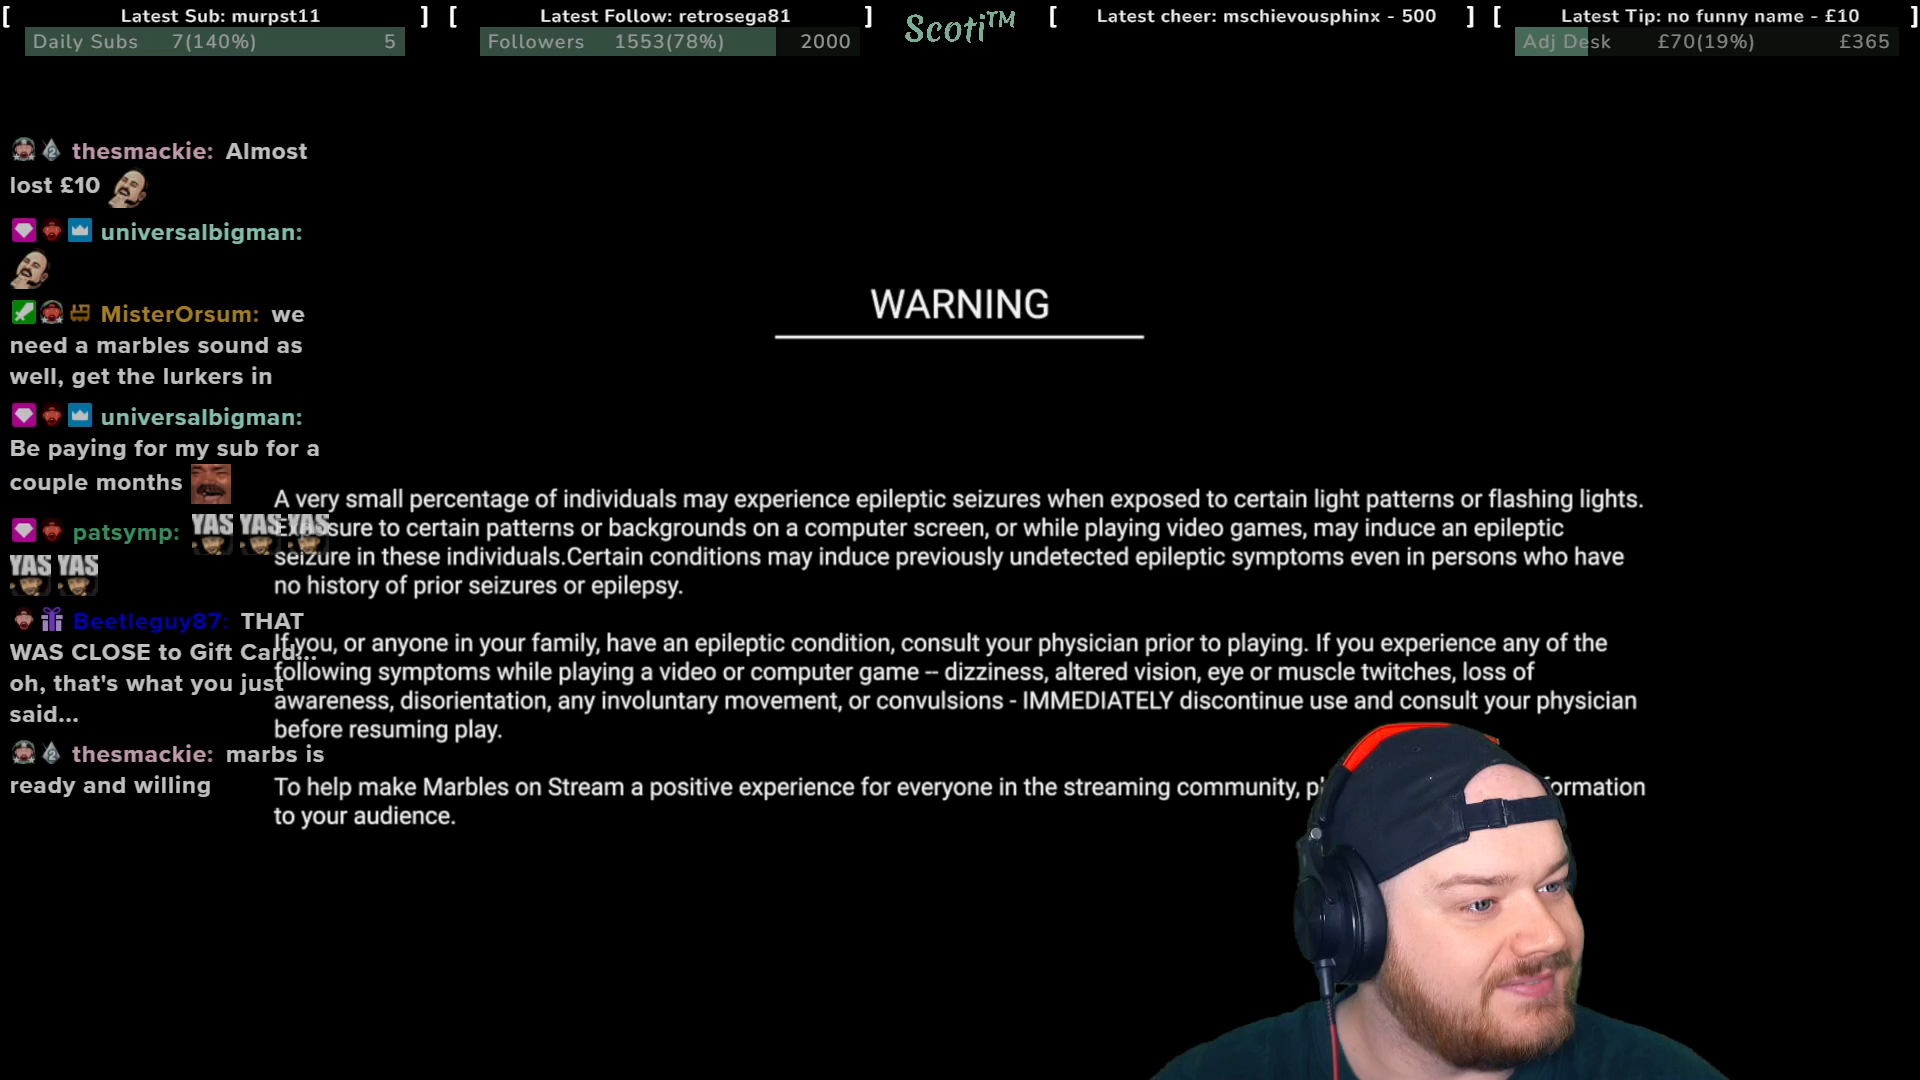 [ Latest Sub: murpst11 ]
Daily Subs 7(140%) 5
[ Latest Follow: retrosega81 ]
Followers 1553(78%) 2000
Scoti™
[ Latest cheer: mschievousphinx - 500 ]
[ Latest Tip: no funny name - £10 ]
Adj Desk £70(19%) £365
thesmackie: Almost
lost £10
universalbigman:
MisterOrsum: we
need a marbles sound as
well, get the lurkers in
universalbigman:
Be paying for my sub for a
couple months
patsymp: YAS YAS YAS
YAS YAS
Beetleguy87: THAT
WAS CLOSE to Gift Card...
oh, that's what you just
said...
thesmackie: marbs is
ready and willing
WARNING
A very small percentage of individuals may experience epileptic seizures when exposed to certain light patterns or flashing lights.
Exposure to certain patterns or backgrounds on a computer screen, or while playing video games, may induce an epileptic
seizure in these individuals.Certain conditions may induce previously undetected epileptic symptoms even in persons who have
no history of prior seizures or epilepsy.
If you, or anyone in your family, have an epileptic condition, consult your physician prior to playing. If you experience any of the
following symptoms while playing a video or computer game -- dizziness, altered vision, eye or muscle twitches, loss of
awareness, disorientation, any involuntary movement, or convulsions - IMMEDIATELY discontinue use and consult your physician
before resuming play.
To help make Marbles on Stream a positive experience for everyone in the streaming community,
to your audience.